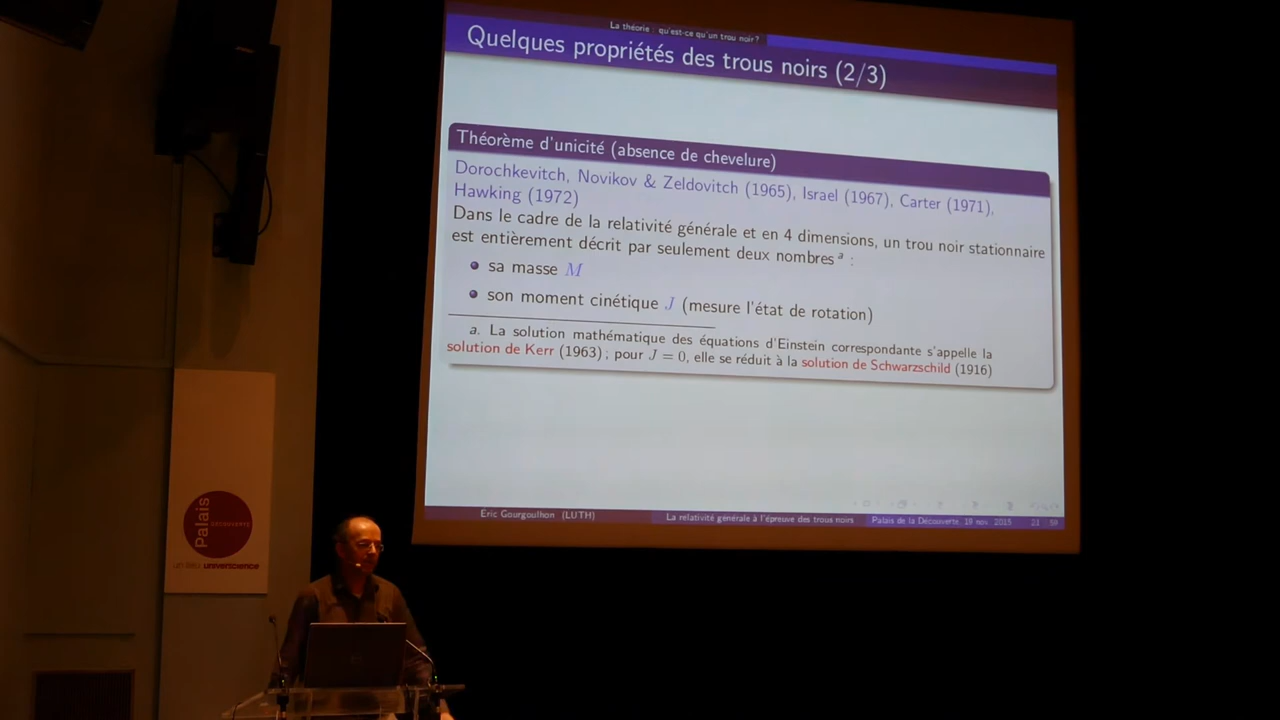 La théorie : qu'est-ce qu'un trou noir ?
Quelques propriétés des trous noirs (2/3)
Théorème d'unicité (absence de chevelure)
Dorochkevitch, Novikov & Zeldovitch (1965), Israel (1967), Carter (1971),
Hawking (1972)
Dans le cadre de la relativité générale et en 4 dimensions, un trou noir stationnaire
est entièrement décrit par seulement deux nombres a :
sa masse M
son moment cinétique J (mesure l'état de rotation)
a. La solution mathématique des équations d'Einstein correspondante s'appelle la
solution de Kerr (1963) ; pour J = 0, elle se réduit à la solution de Schwarzschild (1916)
Éric Gourgoulhon (LUTH) La relativité générale à l'épreuve des trous noirs Palais de la Découverte, 19 nov. 2015 21 59
Palais
DÉCOUVERTE
un lieu universcience